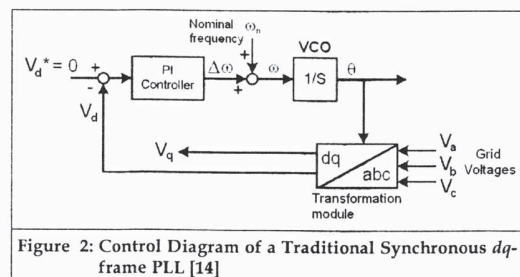 Nominal ωn
frequency
VCO
Vd* = 0
+
-
PI
Controller
Δω
+
+
ω
1/S
θ
Vd
Vq
dq
abc
Va
Vb
Vc
Grid
Voltages
Transformation
module
Figure 2: Control Diagram of a Traditional Synchronous dq-
frame PLL [14]